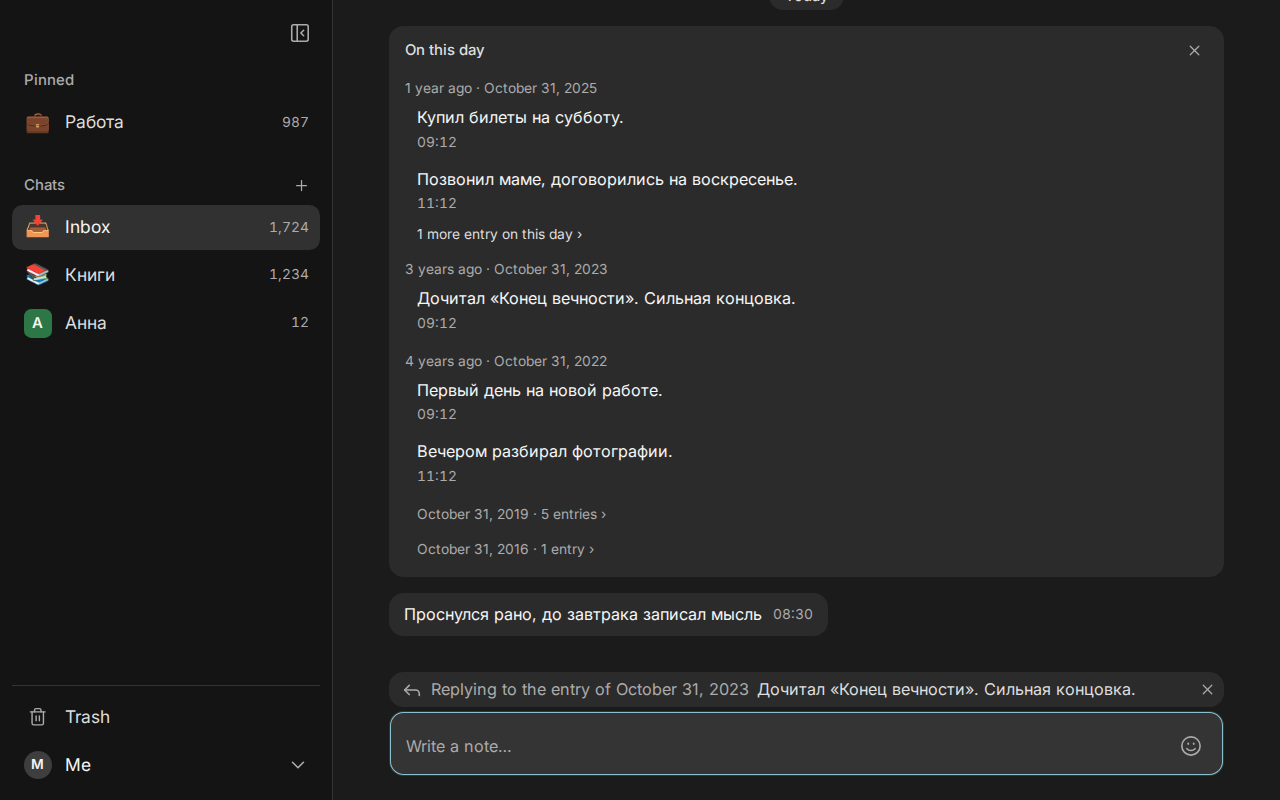 Pinned
Работа 987
Chats
Inbox 1,724
Книги 1,234
A Анна 12
Trash
M Me
Today
On this day
1 year ago · October 31, 2025
Купил билеты на субботу.
09:12
Позвонил маме, договорились на воскресенье.
11:12
1 more entry on this day ›
3 years ago · October 31, 2023
Дочитал «Конец вечности». Сильная концовка.
09:12
4 years ago · October 31, 2022
Первый день на новой работе.
09:12
Вечером разбирал фотографии.
11:12
October 31, 2019 · 5 entries ›
October 31, 2016 · 1 entry ›
Проснулся рано, до завтрака записал мысль 08:30
Replying to the entry of October 31, 2023 Дочитал «Конец вечности». Сильная концовка.
Write a note...